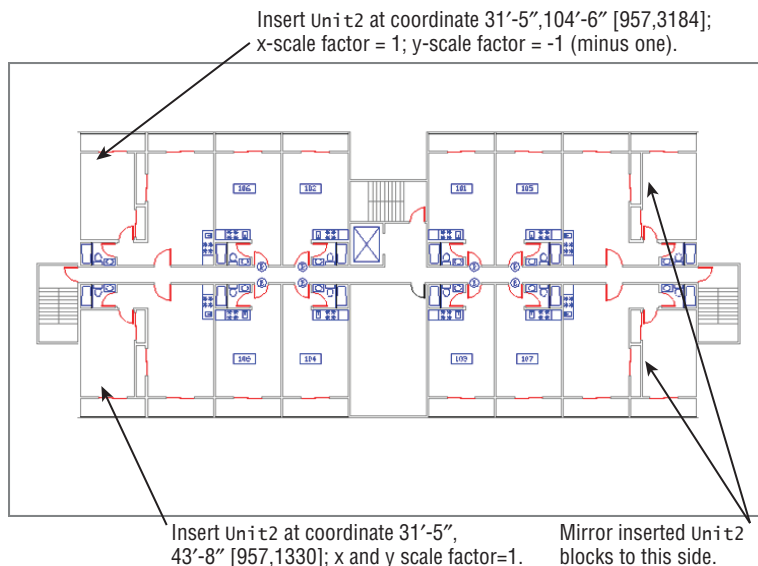 Insert Unit2 at coordinate 31′-5″,104′-6″ [957,3184];
x-scale factor = 1; y-scale factor = -1 (minus one).
106 102 101 105
106 104 103 107
Insert Unit2 at coordinate 31′-5″,
43′-8″ [957,1330]; x and y scale factor=1.
Mirror inserted Unit2
blocks to this side.